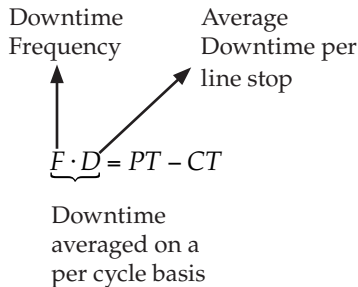 Downtime
Frequency
Average
Downtime per
line stop
F · D = PT – CT
Downtime
averaged on a
per cycle basis